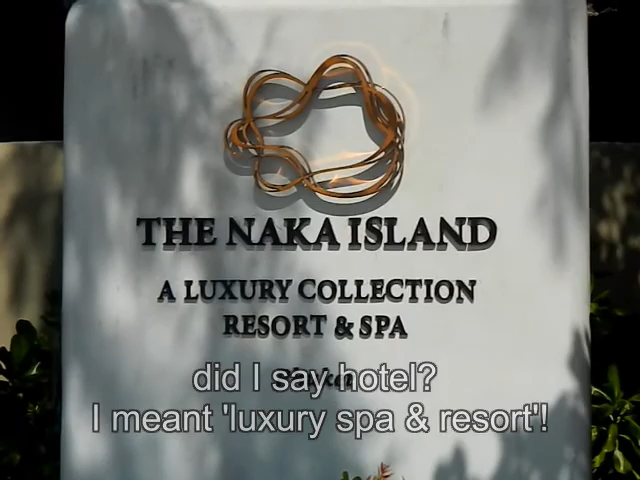 THE NAKA ISLAND
A LUXURY COLLECTION
RESORT & SPA
did I say hotel?
I meant 'luxury spa & resort'!